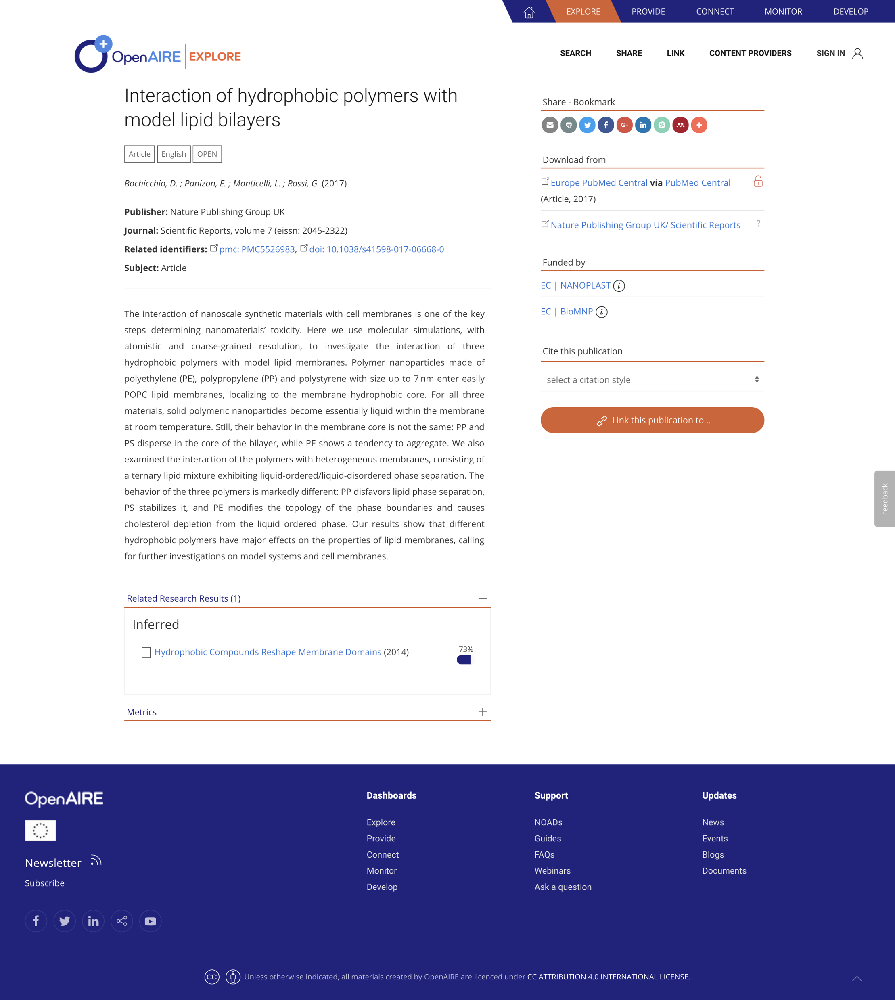 EXPLORE PROVIDE CONNECT MONITOR DEVELOP
OpenAIRE EXPLORE
SEARCH SHARE LINK CONTENT PROVIDERS SIGN IN
Interaction of hydrophobic polymers with
model lipid bilayers
Article English OPEN
Bochicchio, D. ; Panizon, E. ; Monticelli, L. ; Rossi, G. (2017)
Publisher: Nature Publishing Group UK
Journal: Scientific Reports, volume 7 (eissn: 2045-2322)
Related identifiers: pmc: PMC5526983, doi: 10.1038/s41598-017-06668-0
Subject: Article
The interaction of nanoscale synthetic materials with cell membranes is one of the key
steps determining nanomaterials’ toxicity. Here we use molecular simulations, with
atomistic and coarse-grained resolution, to investigate the interaction of three
hydrophobic polymers with model lipid membranes. Polymer nanoparticles made of
polyethylene (PE), polypropylene (PP) and polystyrene with size up to 7 nm enter easily
POPC lipid membranes, localizing to the membrane hydrophobic core. For all three
materials, solid polymeric nanoparticles become essentially liquid within the membrane
at room temperature. Still, their behavior in the membrane core is not the same: PP and
PS disperse in the core of the bilayer, while PE shows a tendency to aggregate. We also
examined the interaction of the polymers with heterogeneous membranes, consisting of
a ternary lipid mixture exhibiting liquid-ordered/liquid-disordered phase separation. The
behavior of the three polymers is markedly different: PP disfavors lipid phase separation,
PS stabilizes it, and PE modifies the topology of the phase boundaries and causes
cholesterol depletion from the liquid ordered phase. Our results show that different
hydrophobic polymers have major effects on the properties of lipid membranes, calling
for further investigations on model systems and cell membranes.
Related Research Results (1)
Inferred
Hydrophobic Compounds Reshape Membrane Domains (2014)
73%
Metrics
Share - Bookmark
Download from
Europe PubMed Central via PubMed Central
(Article, 2017)
Nature Publishing Group UK/ Scientific Reports ?
Funded by
EC | NANOPLAST
EC | BioMNP
Cite this publication
select a citation style
Link this publication to...
feedback
OpenAIRE
Newsletter
Subscribe
Dashboards
Explore
Provide
Connect
Monitor
Develop
Support
NOADs
Guides
FAQs
Webinars
Ask a question
Updates
News
Events
Blogs
Documents
Unless otherwise indicated, all materials created by OpenAIRE are licenced under CC ATTRIBUTION 4.0 INTERNATIONAL LICENSE.